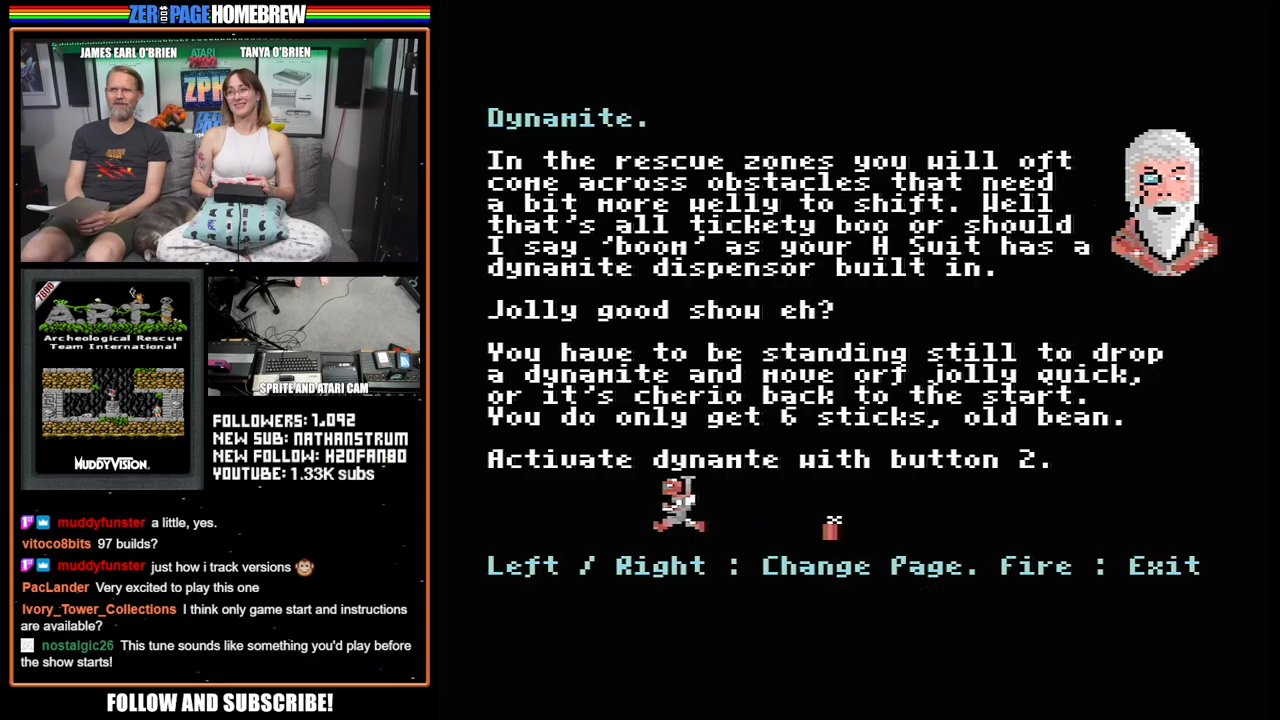 ZEROPAGE HOMEBREW
JAMES EARL O'BRIEN
TANYA O'BRIEN
ATARI
ZPH
7800
A.R.T.I
Archeological Rescue
Team International
MUDDYVISION.
SPRITE AND ATARI CAM
FOLLOWERS: 1,092
NEW SUB: NATHANSTRUM
NEW FOLLOW: H2OFAN80
YOUTUBE: 1.33K subs
muddyfunster a little, yes.
vitoco8bits 97 builds?
muddyfunster just how i track versions
PacLander Very excited to play this one
Ivory_Tower_Collections I think only game start and instructions
are available?
nostalgic26 This tune sounds like something you'd play before
the show starts!
FOLLOW AND SUBSCRIBE!
Dynamite.
In the rescue zones you will oft
come across obstacles that need
a bit more welly to shift. Well
that's all tickety boo or should
I say 'boom' as your H Suit has a
dynamite dispensor built in.
Jolly good show eh?
You have to be standing still to drop
a dynamite and move orf jolly quick,
or it's cherio back to the start.
You do only get 6 sticks, old bean.
Activate dynamte with button 2.
Left / Right : Change Page. Fire : Exit